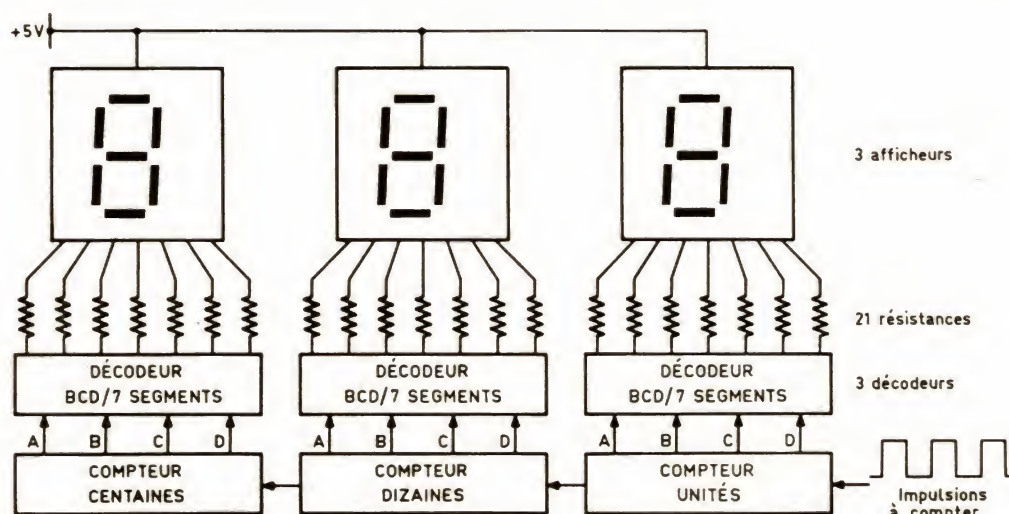 +5V
3 afficheurs
21 résistances
DÉCODEUR
BCD/7 SEGMENTS
DÉCODEUR
BCD/7 SEGMENTS
DÉCODEUR
BCD/7 SEGMENTS
3 décodeurs
A B C D
A B C D
A B C D
COMPTEUR
CENTAINES
COMPTEUR
DIZAINES
COMPTEUR
UNITÉS
Impulsions
à compter